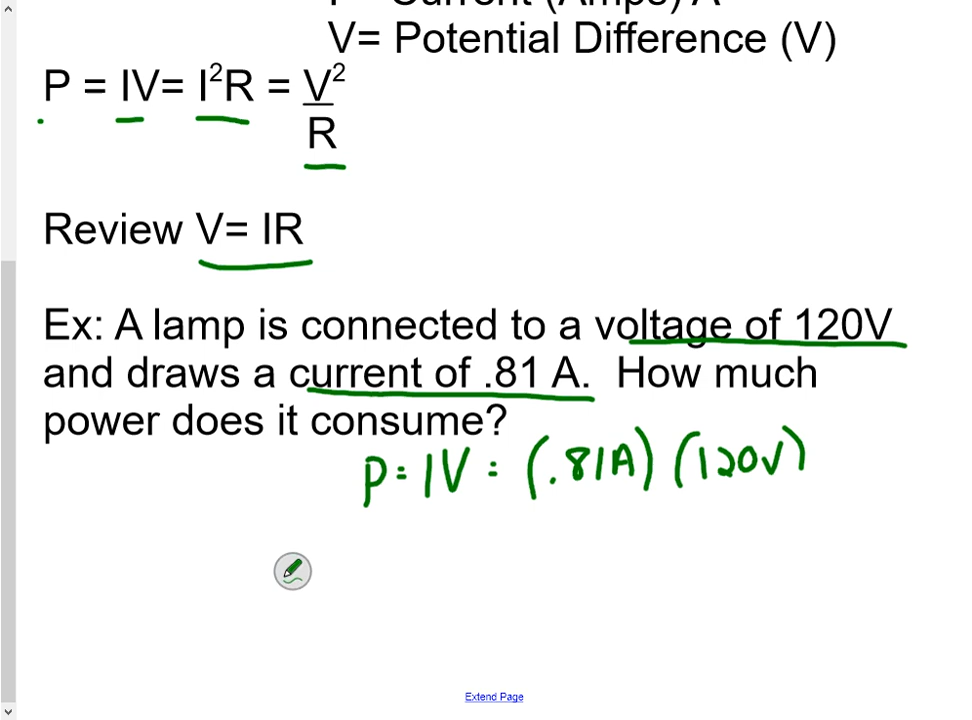 V= Potential Difference (V)
P = IV= I²R = V²
R
Review V= IR
Ex: A lamp is connected to a voltage of 120V
and draws a current of .81 A. How much
power does it consume?
P = IV = (.81A) (120V)
Extend Page